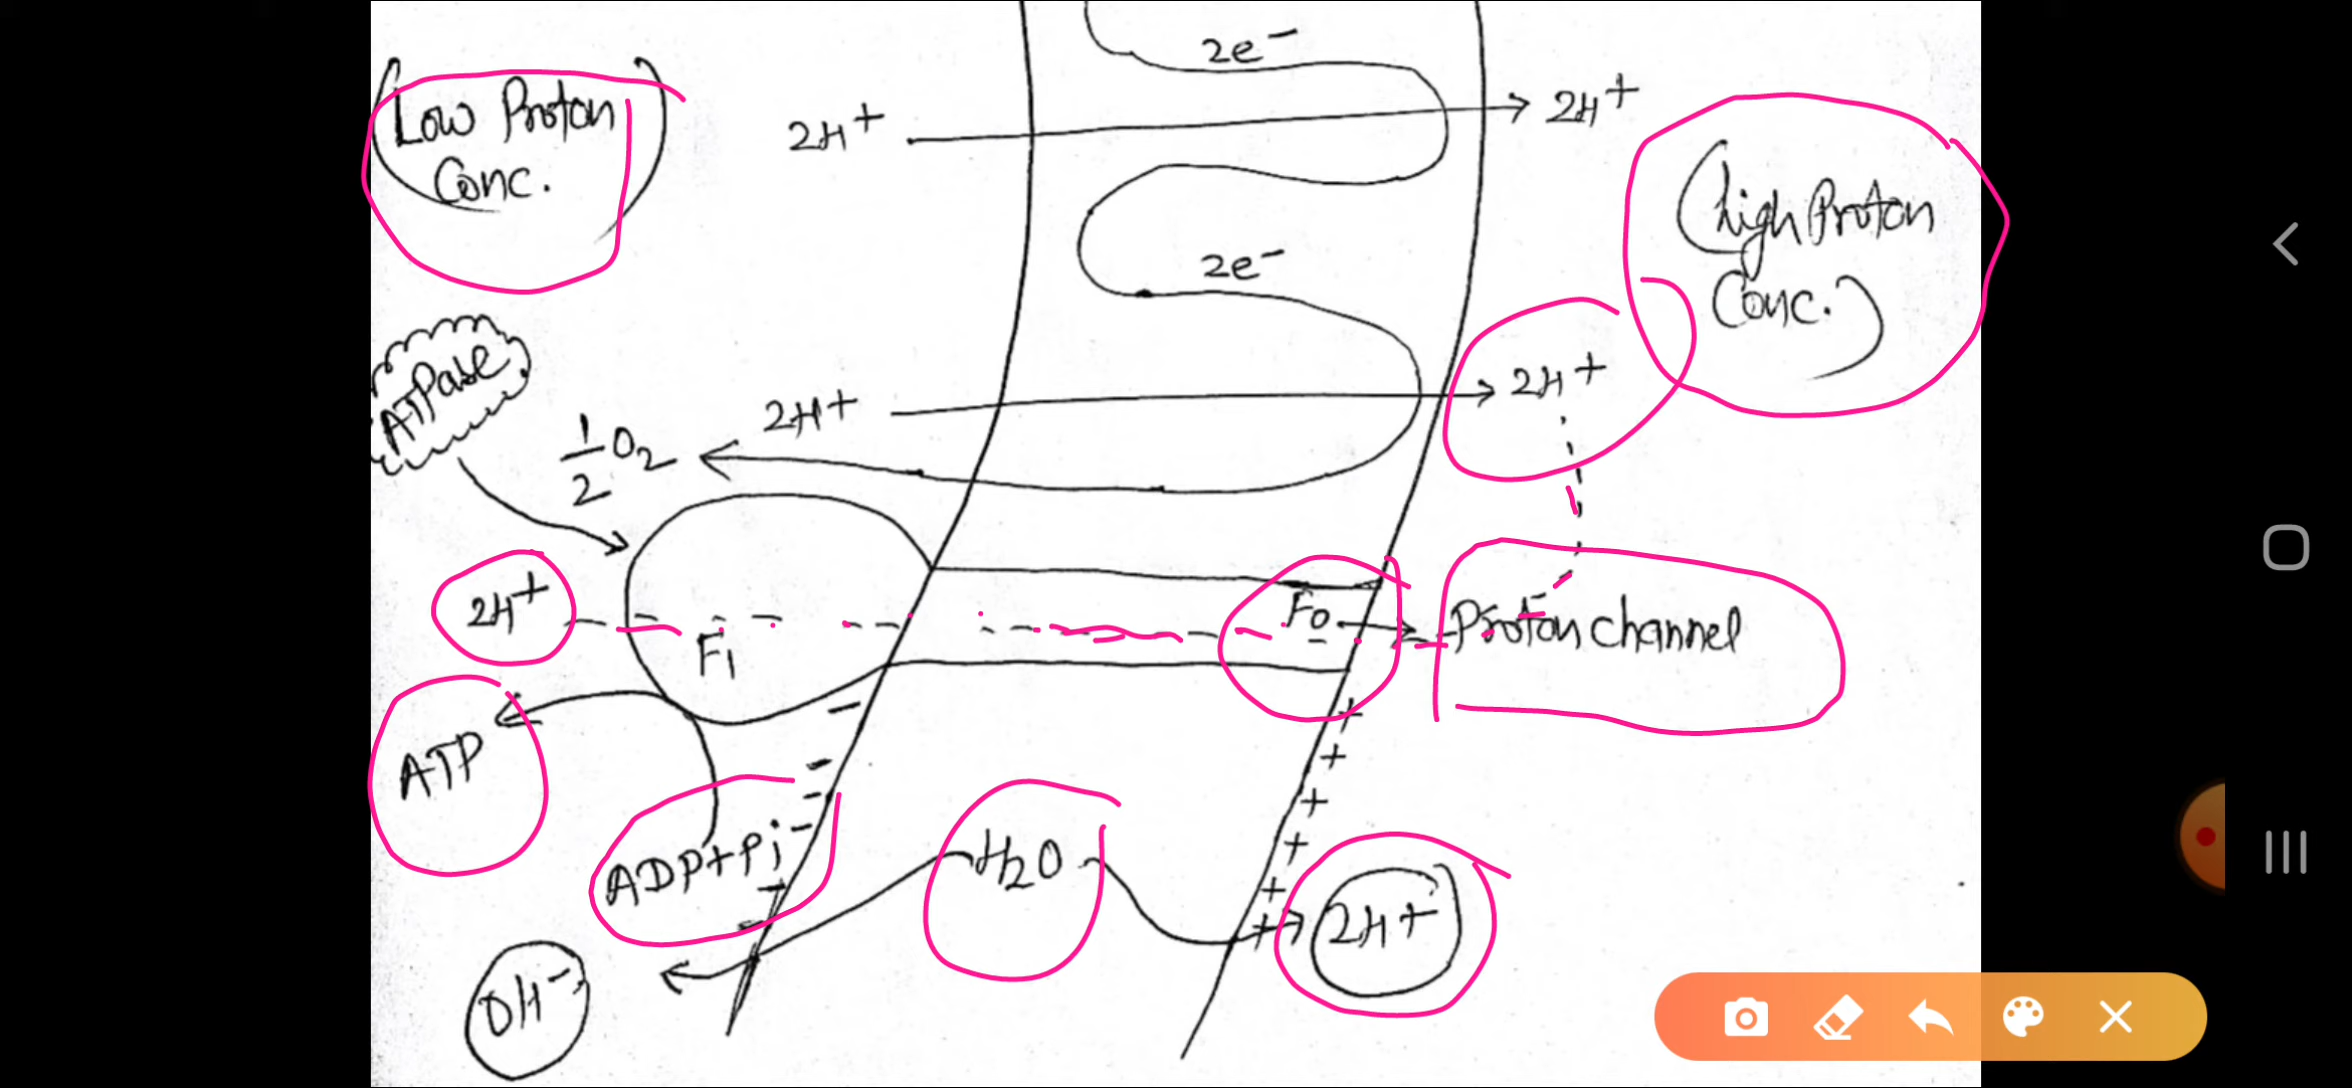 2e⁻
(Low Proton
Conc.)
2H⁺
2H⁺
(high Proton
Conc.)
2e⁻
ATPase
2H⁺
2H⁺
1/2 O2
2H⁺
F1
F0
Proton channel
ATP
ADP+Pi
H2O
2H⁺
OH⁻
- - - - - -
+ + + + + +